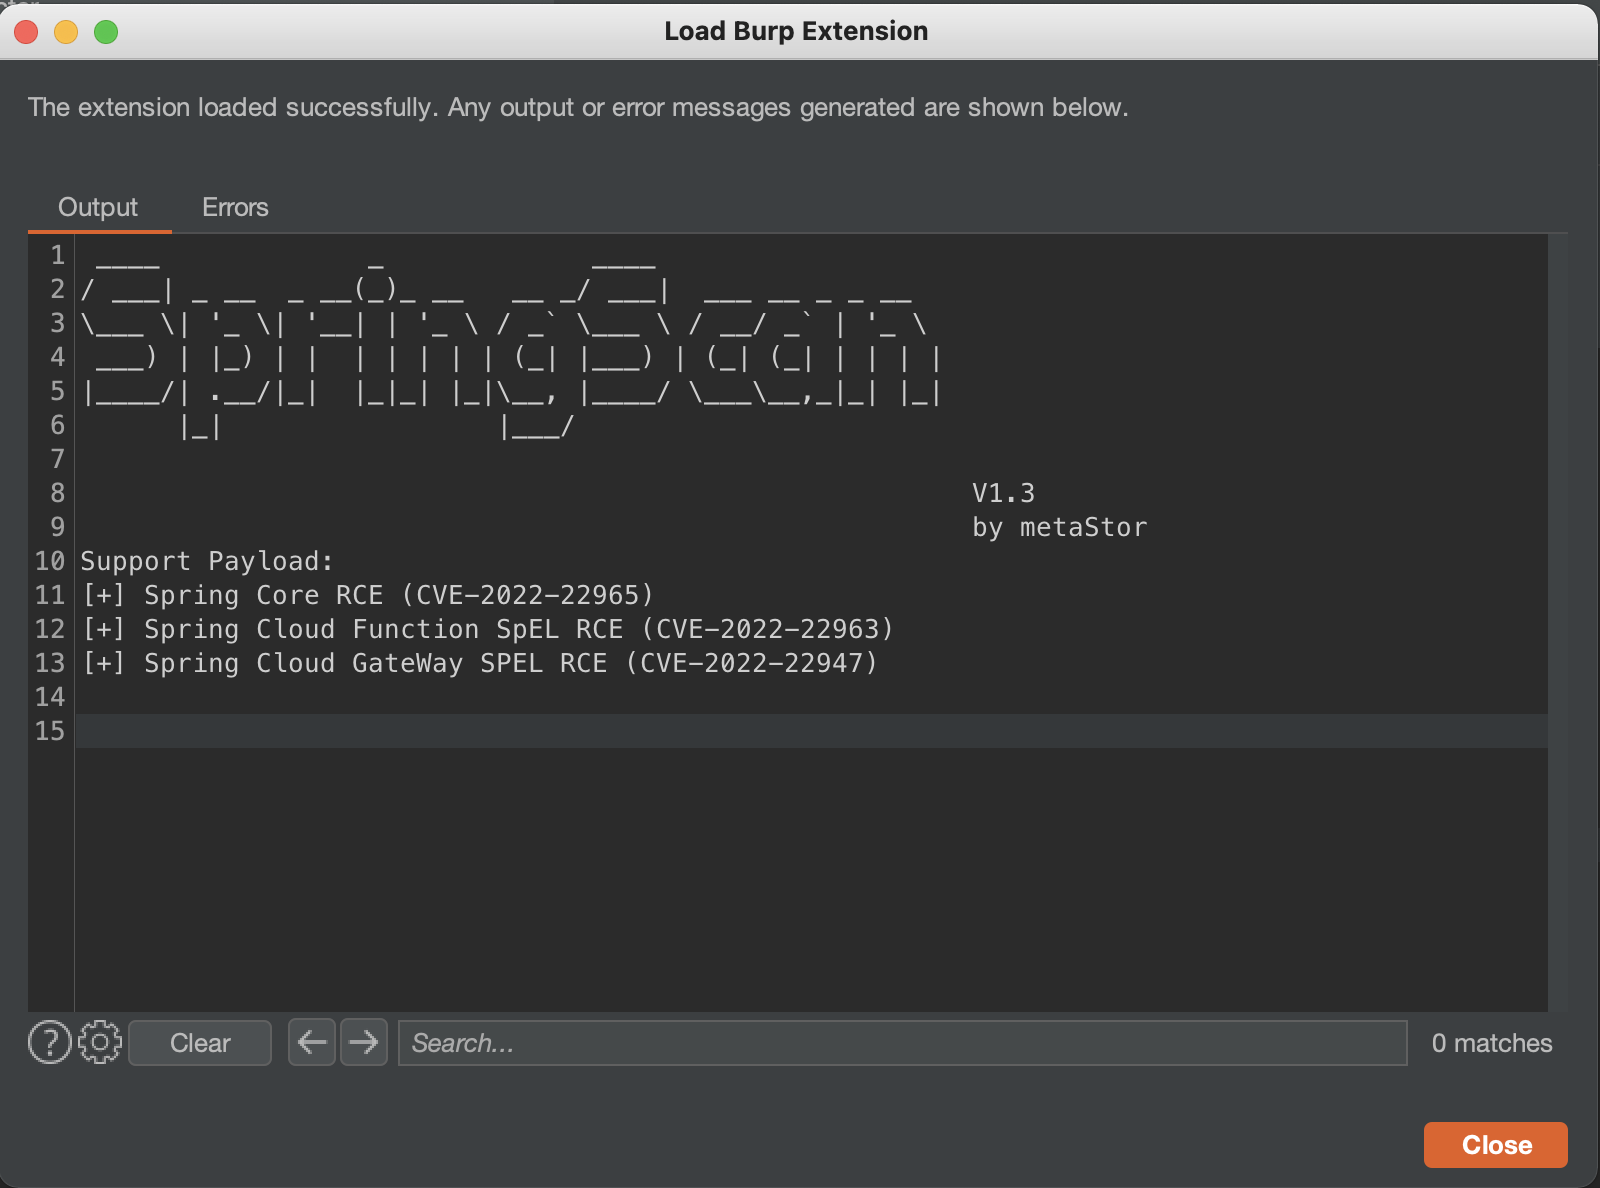 Load Burp Extension
The extension loaded successfully. Any output or error messages generated are shown below.
Output Errors
1   ____             _             ____
2 / ___| _ __  _ __(_)_ __   __ _/ ___|  ___ __ _ _ __
3 \___ \| '_ \| '__| | '_ \ / _` \___ \ / __/ _` | '_ \
4  ___) | |_) | |  | | | | | (_| |___) | (_| (_| | | | |
5 |____/| .__/|_|  |_|_| |_|\__, |____/ \___\__,_|_| |_|
6       |_|                 |___/
7
8 V1.3
9 by metaStor
10 Support Payload:
11 [+] Spring Core RCE (CVE-2022-22965)
12 [+] Spring Cloud Function SpEL RCE (CVE-2022-22963)
13 [+] Spring Cloud GateWay SPEL RCE (CVE-2022-22947)
14
15
? Clear Search... 0 matches
Close